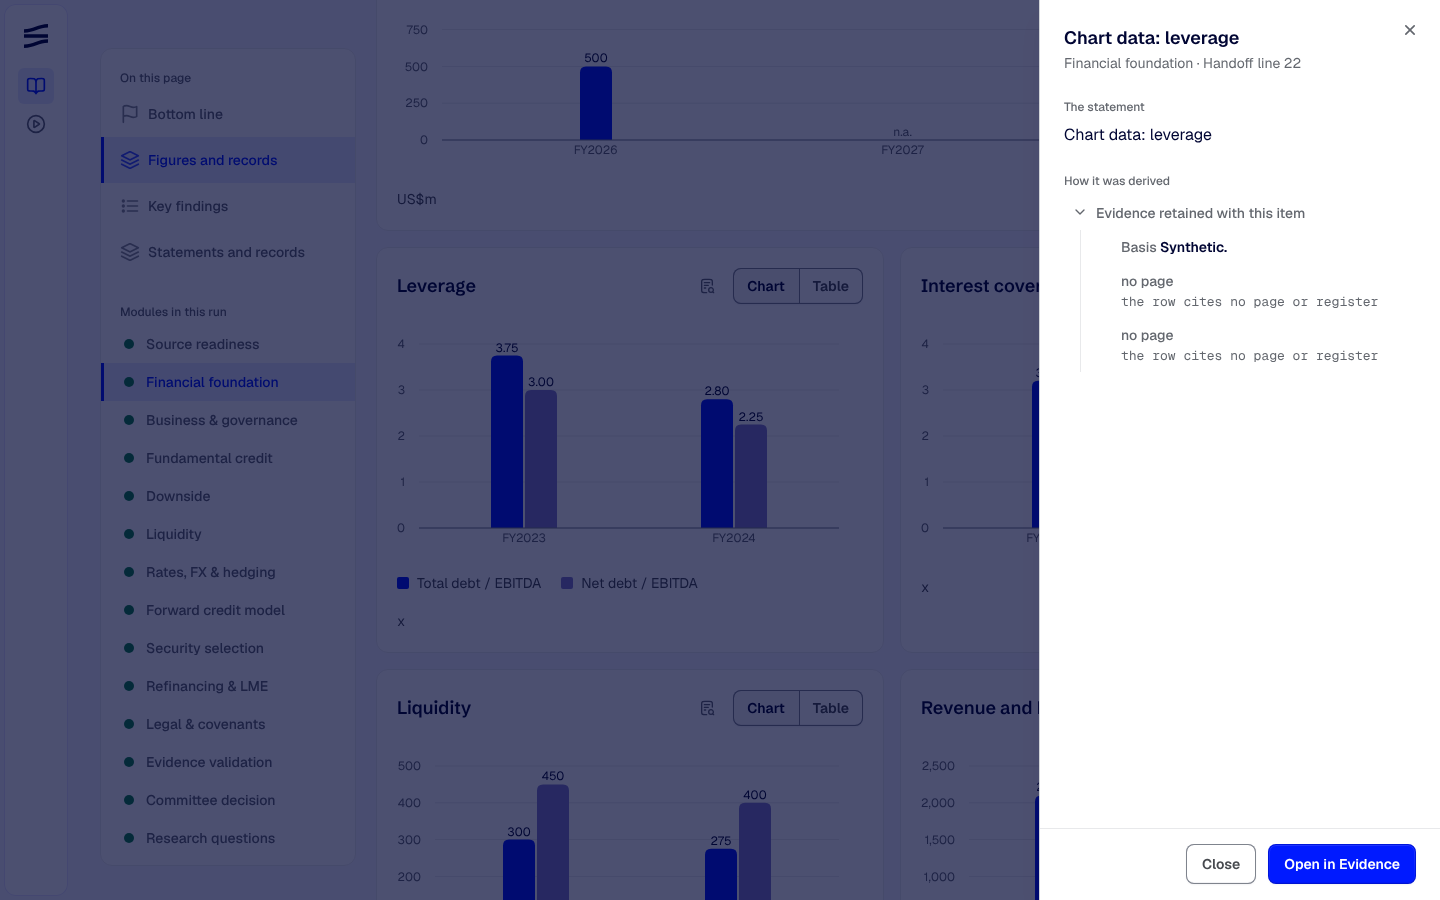 On this page
Bottom line
Figures and records
Key findings
Statements and records
Modules in this run
Source readiness
Financial foundation
Business & governance
Fundamental credit
Downside
Liquidity
Rates, FX & hedging
Forward credit model
Security selection
Refinancing & LME
Legal & covenants
Evidence validation
Committee decision
Research questions
750
500
250
0
500
n.a.
FY2026
FY2027
US$m
Leverage
Chart
Table
4
3
2
1
0
3.75
3.00
2.80
2.25
FY2023
FY2024
Total debt / EBITDA
Net debt / EBITDA
x
Interest cover
4
3
2
1
0
x
Liquidity
Chart
Table
500
400
300
200
300
450
275
400
Revenue and
2,500
2,000
1,500
1,000
Chart data: leverage
Financial foundation · Handoff line 22
The statement
Chart data: leverage
How it was derived
Evidence retained with this item
Basis Synthetic.
no page
the row cites no page or register
no page
the row cites no page or register
Close
Open in Evidence